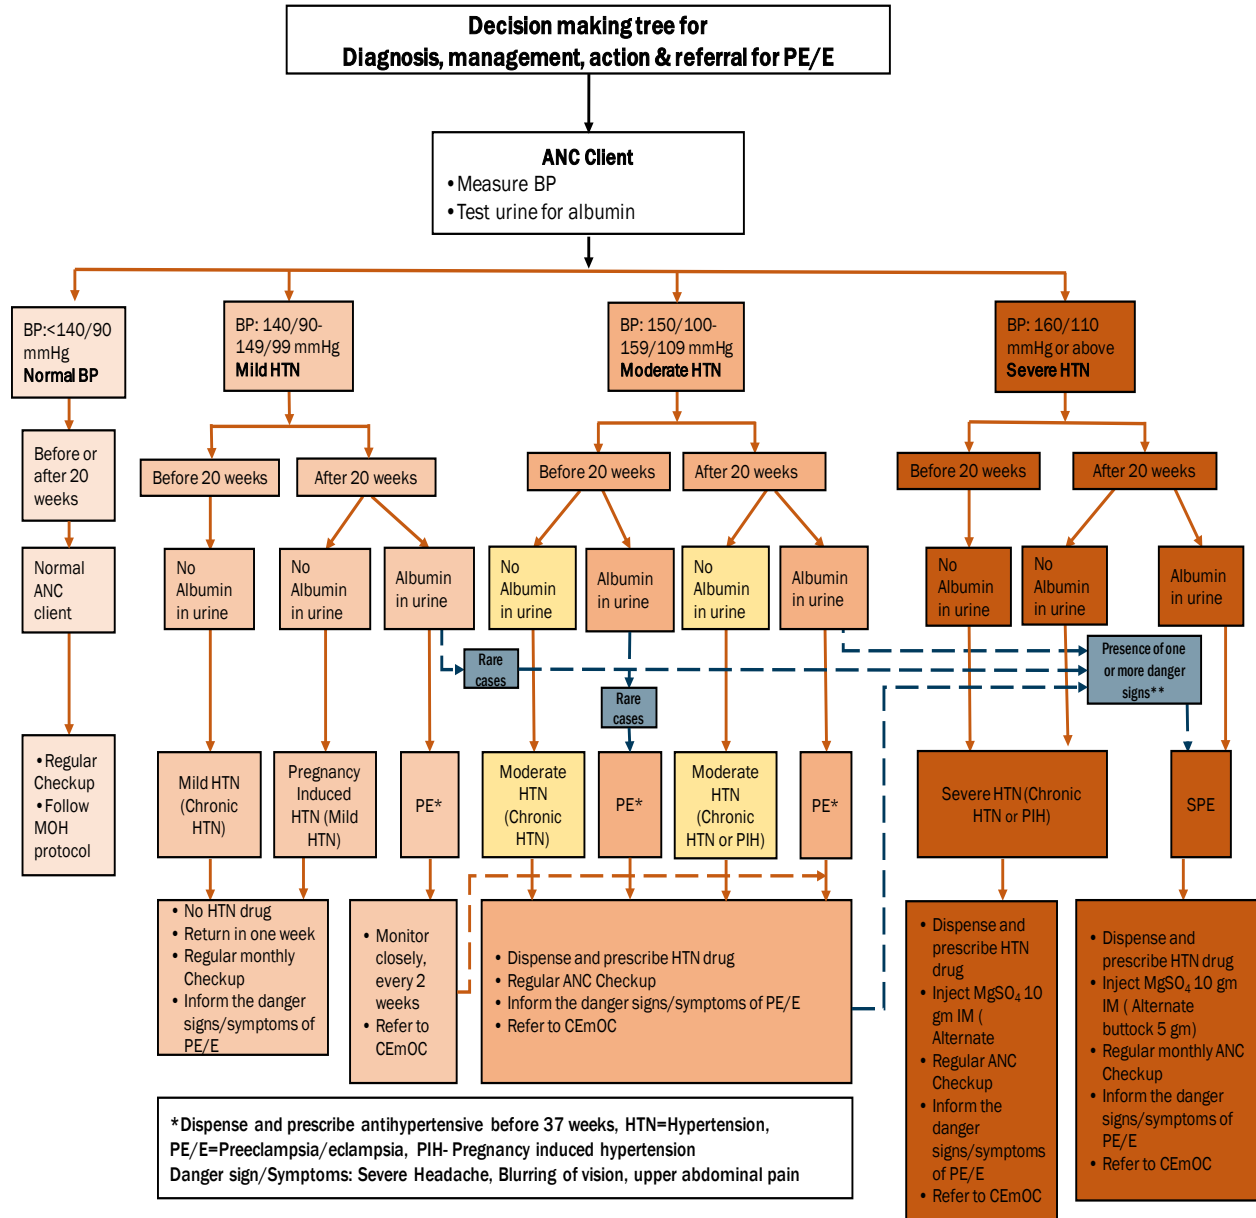 Decision making tree for
Diagnosis, management, action & referral for PE/E
ANC Client
•Measure BP
•Test urine for albumin
BP:<140/90
mmHg
Normal BP
BP: 140/90-
149/99 mmHg
Mild HTN
BP: 150/100-
159/109 mmHg
Moderate HTN
BP: 160/110
mmHg or above
Severe HTN
Before or
after 20
weeks
Before 20 weeks
After 20 weeks
Before 20 weeks
After 20 weeks
Before 20 weeks
After 20 weeks
Normal
ANC
client
No
Albumin
in urine
No
Albumin
in urine
Albumin
in urine
No
Albumin
in urine
Albumin
in urine
No
Albumin
in urine
Albumin
in urine
No
Albumin
in urine
No
Albumin
in urine
Albumin
in urine
Rare
cases
Rare
cases
Presence of one
or more danger
signs**
•Regular
Checkup
•Follow
MOH
protocol
Mild HTN
(Chronic
HTN)
Pregnancy
Induced
HTN (Mild
HTN)
PE*
Moderate
HTN
(Chronic
HTN)
PE*
Moderate
HTN
(Chronic
HTN or PIH)
PE*
Severe HTN (Chronic
HTN or PIH)
SPE
• No HTN drug
• Return in one week
• Regular monthly
Checkup
• Inform the danger
signs/symptoms of
PE/E
• Monitor
closely,
every 2
weeks
• Refer to
CEmOC
• Dispense and prescribe HTN drug
• Regular ANC Checkup
• Inform the danger signs/symptoms of PE/E
• Refer to CEmOC
• Dispense and
prescribe HTN
drug
• Inject MgSO₄ 10
gm IM (
Alternate
• Regular ANC
Checkup
• Inform the
danger
signs/symptoms
of PE/E
• Refer to CEmOC
• Dispense and
prescribe HTN drug
• Inject MgSO₄ 10 gm
IM ( Alternate
buttock 5 gm)
• Regular monthly ANC
Checkup
• Inform the danger
signs/symptoms of
PE/E
• Refer to CEmOC
*Dispense and prescribe antihypertensive before 37 weeks, HTN=Hypertension,
PE/E=Preeclampsia/eclampsia, PIH- Pregnancy induced hypertension
Danger sign/Symptoms: Severe Headache, Blurring of vision, upper abdominal pain